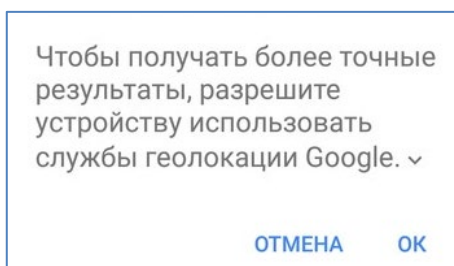 Чтобы получать более точные
результаты, разрешите
устройству использовать
службы геолокации Google.
ОТМЕНА ОК